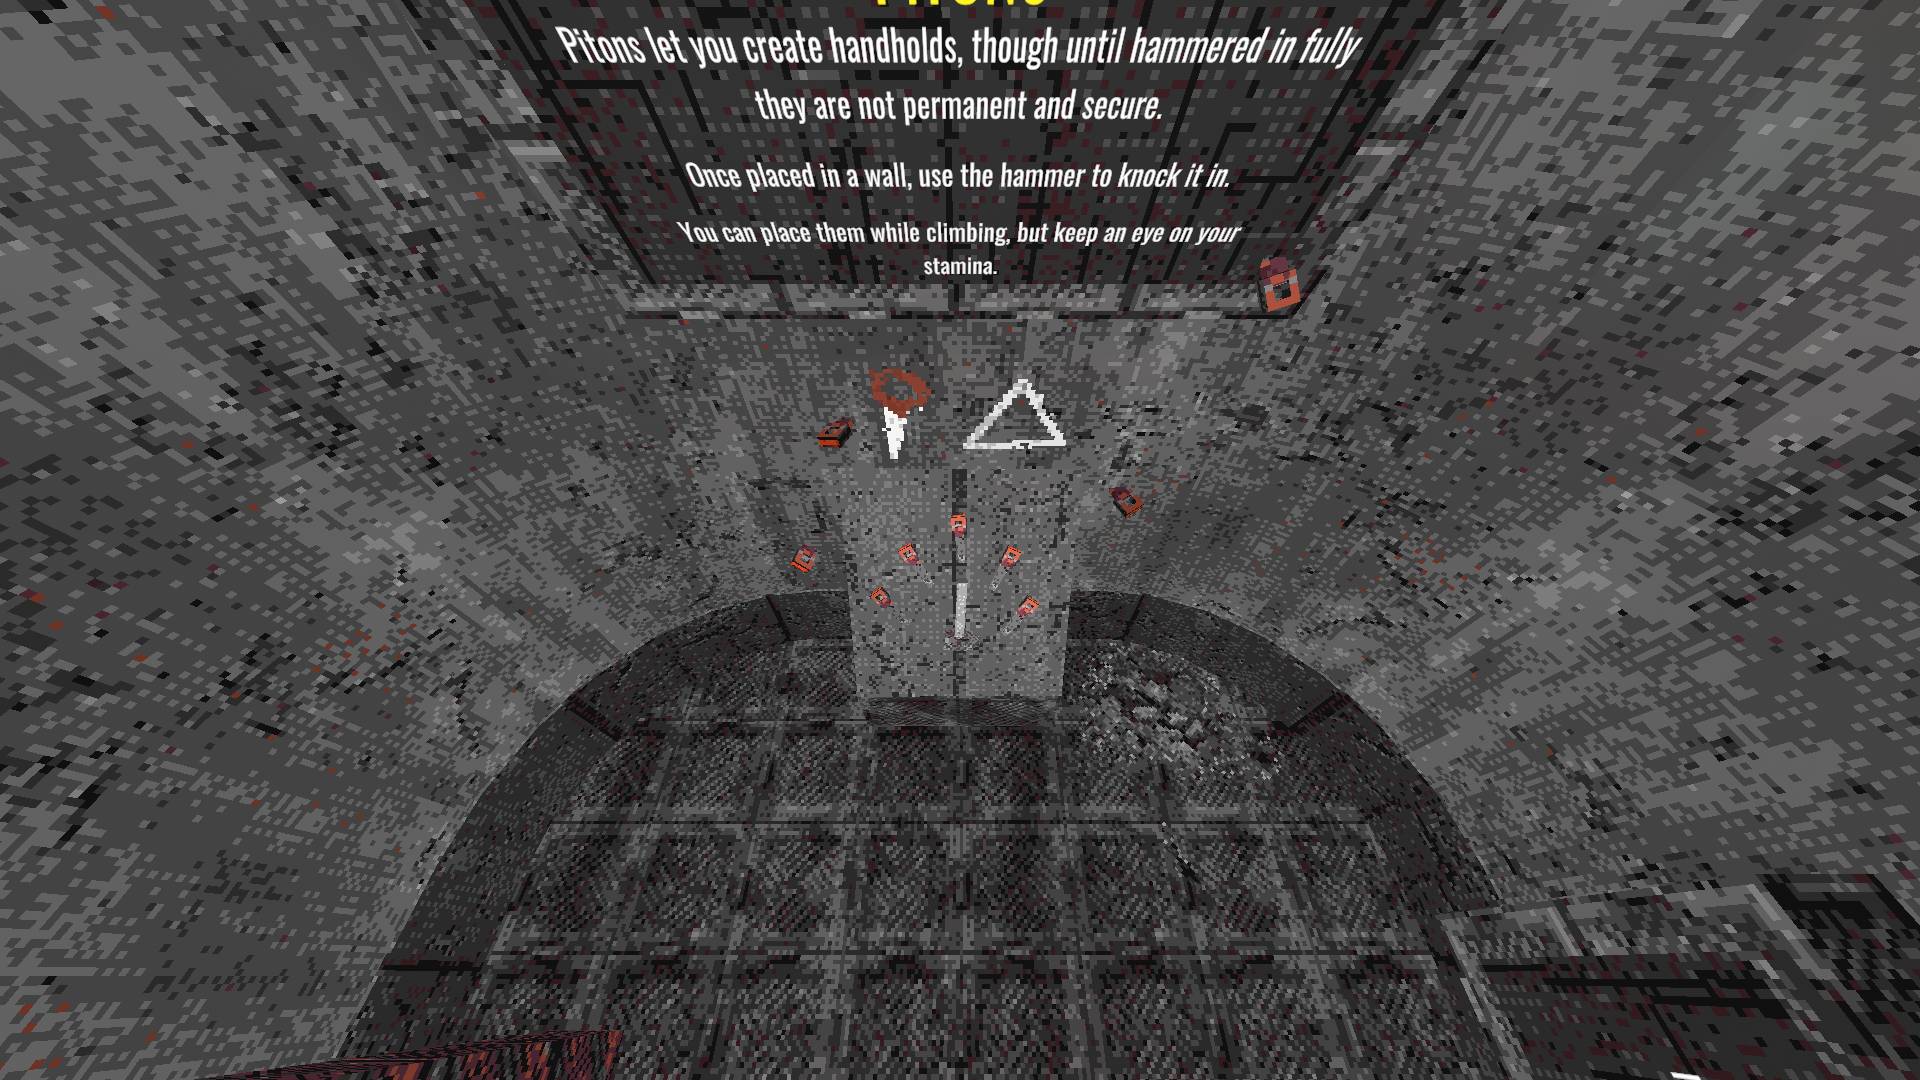 PITONS
Pitons let you create handholds, though until hammered in fully
they are not permanent and secure.
Once placed in a wall, use the hammer to knock it in.
You can place them while climbing, but keep an eye on your
stamina.